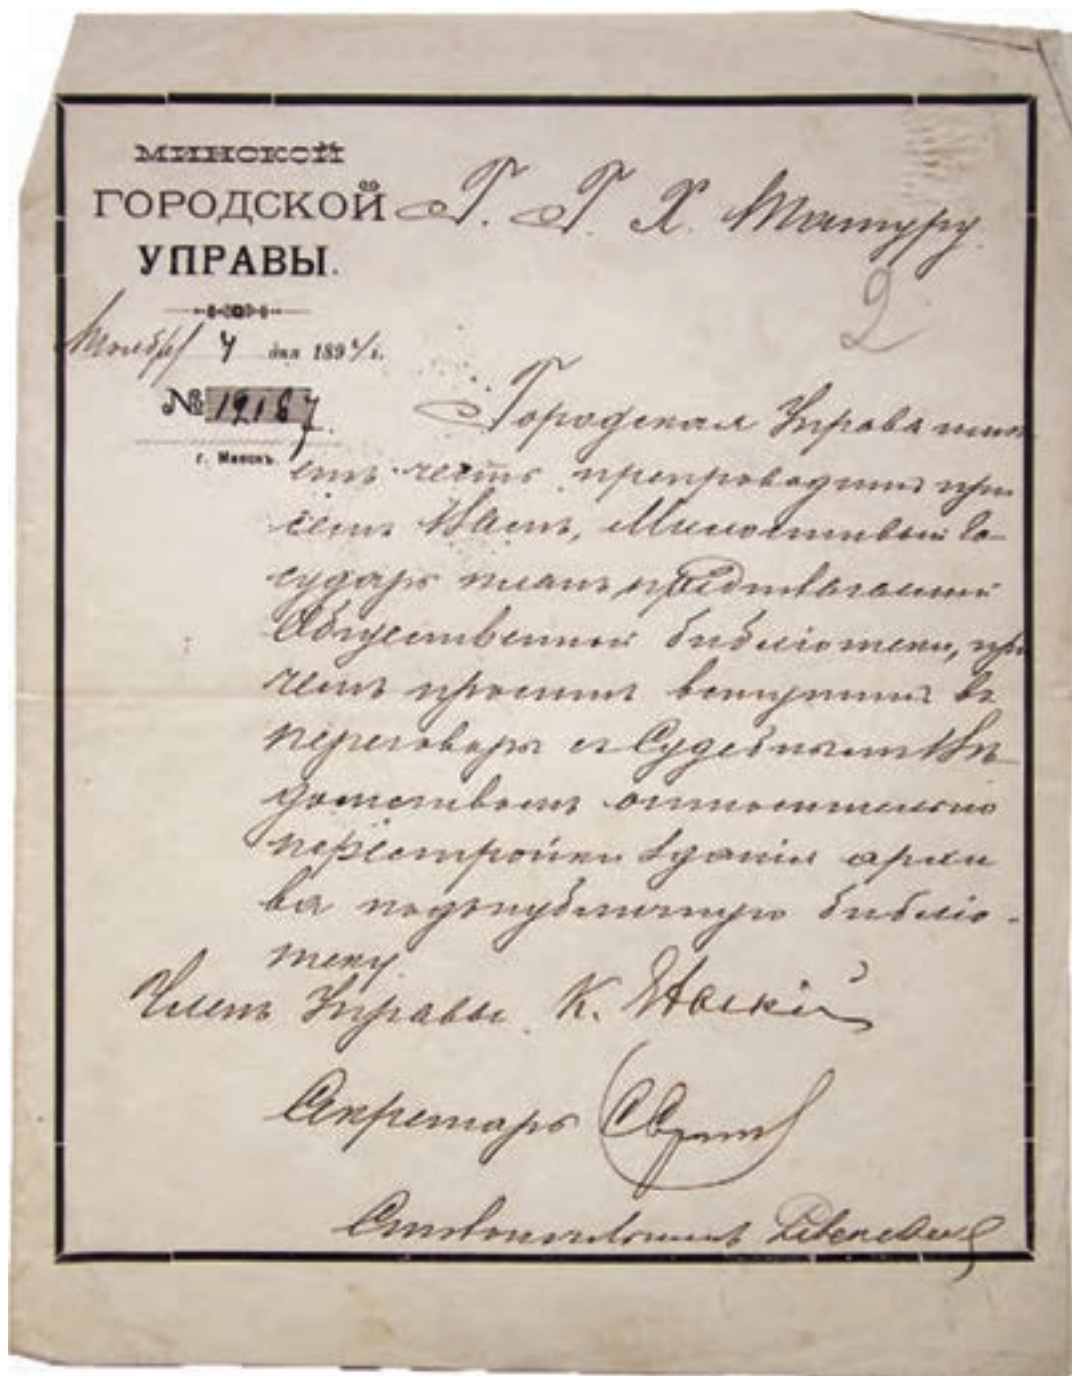 МИНСКОЙ
ГОРОДСКОЙ
УПРАВЫ.
Ноября 4 дня 1894 г.
№ 12167
г. Минскъ.
Г. Г. Х. Татуру.
2
Городская Управа имѣ-
етъ честь препроводить при
семъ Вамъ, Милостивый Го-
сударь планъ предполагаемой
Общественной библіотеки, при
чемъ проситъ вступить въ
переговоры съ Судебнымъ Вѣ-
домствомъ относительно
перестройки зданія архи
ва подъ публичную библіо-
теку.
Членъ Управы К.
Секретарь
Столоначальникъ